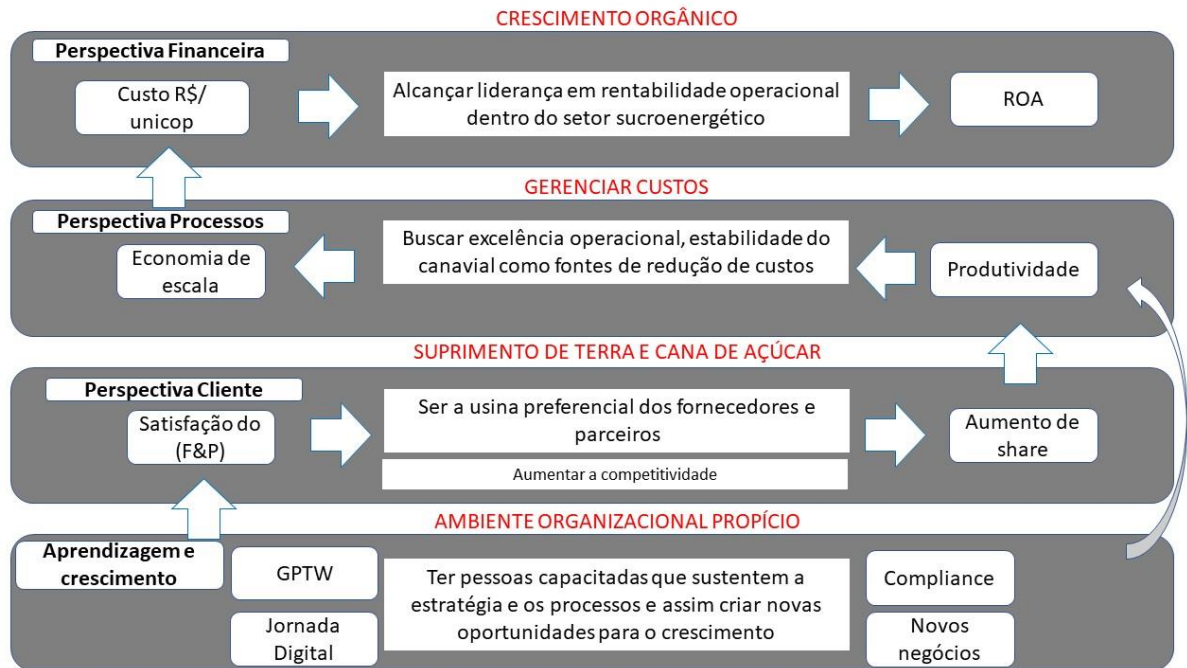 CRESCIMENTO ORGÂNICO
Perspectiva Financeira
Custo R$/
unicop
Alcançar liderança em rentabilidade operacional
dentro do setor sucroenergético
ROA
GERENCIAR CUSTOS
Perspectiva Processos
Economia de
escala
Buscar excelência operacional, estabilidade do
canavial como fontes de redução de custos
Produtividade
SUPRIMENTO DE TERRA E CANA DE AÇÚCAR
Perspectiva Cliente
Satisfação do
(F&P)
Ser a usina preferencial dos fornecedores e
parceiros
Aumentar a competitividade
Aumento de
share
AMBIENTE ORGANIZACIONAL PROPÍCIO
Aprendizagem e
crescimento
GPTW
Jornada
Digital
Ter pessoas capacitadas que sustentem a
estratégia e os processos e assim criar novas
oportunidades para o crescimento
Compliance
Novos
negócios